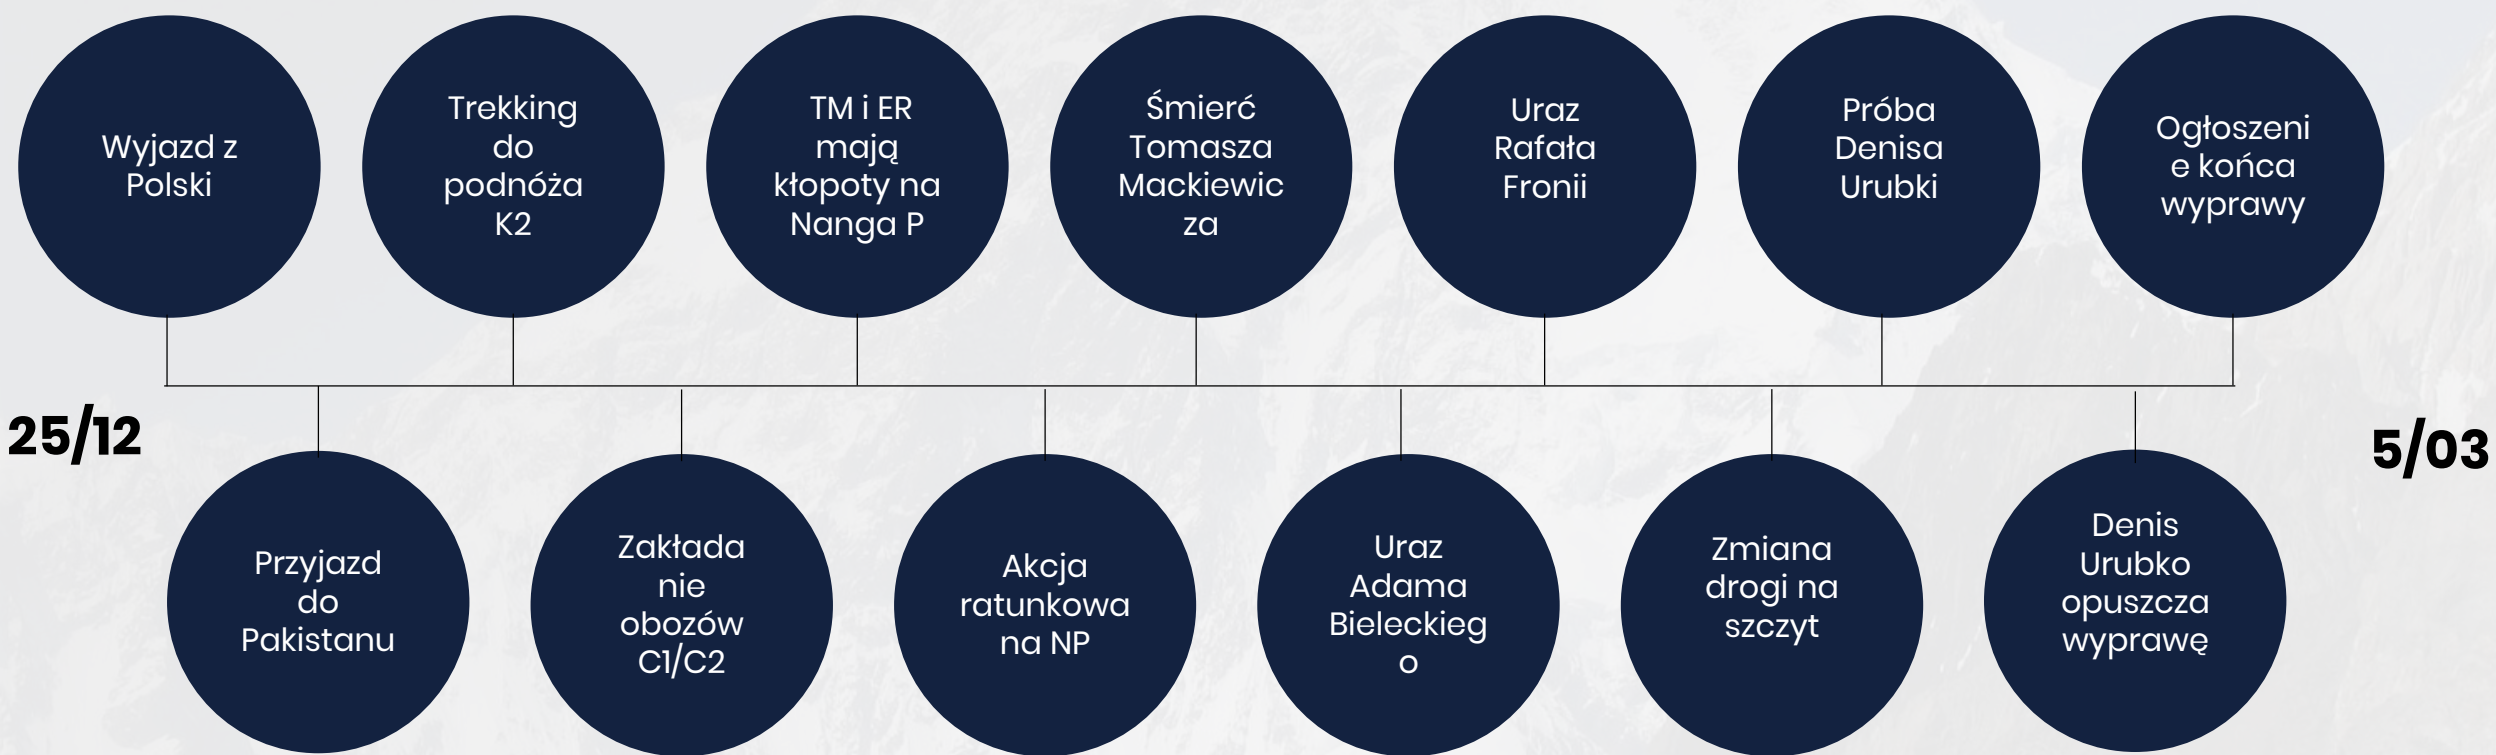 Wyjazd z
Polski
Trekking
do
podnóża
K2
TM i ER
mają
kłopoty na
Nanga P
Śmierć
Tomasza
Mackiewic
za
Uraz
Rafała
Fronii
Próba
Denisa
Urubki
Ogłoszeni
e końca
wyprawy
25/12
5/03
Przyjazd
do
Pakistanu
Zakłada
nie
obozów
C1/C2
Akcja
ratunkowa
na NP
Uraz
Adama
Bieleckieg
o
Zmiana
drogi na
szczyt
Denis
Urubko
opuszcza
wyprawę